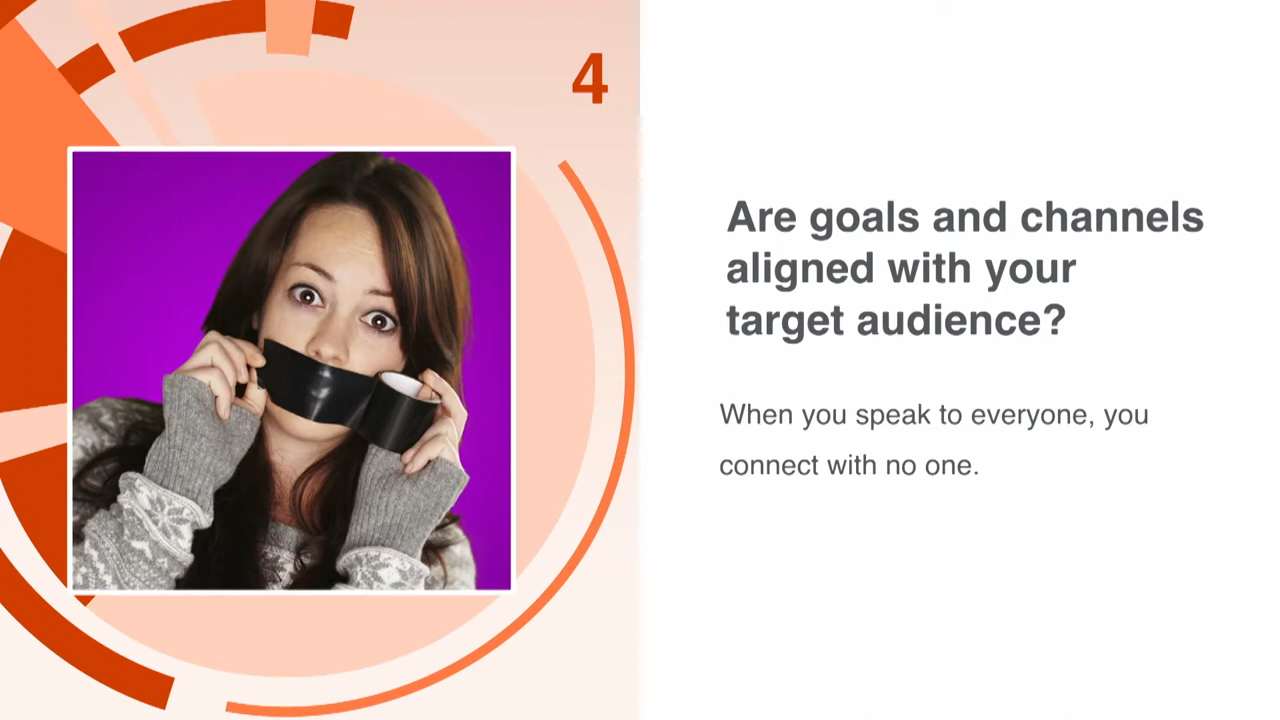 4
Are goals and channels
aligned with your
target audience?
When you speak to everyone, you
connect with no one.